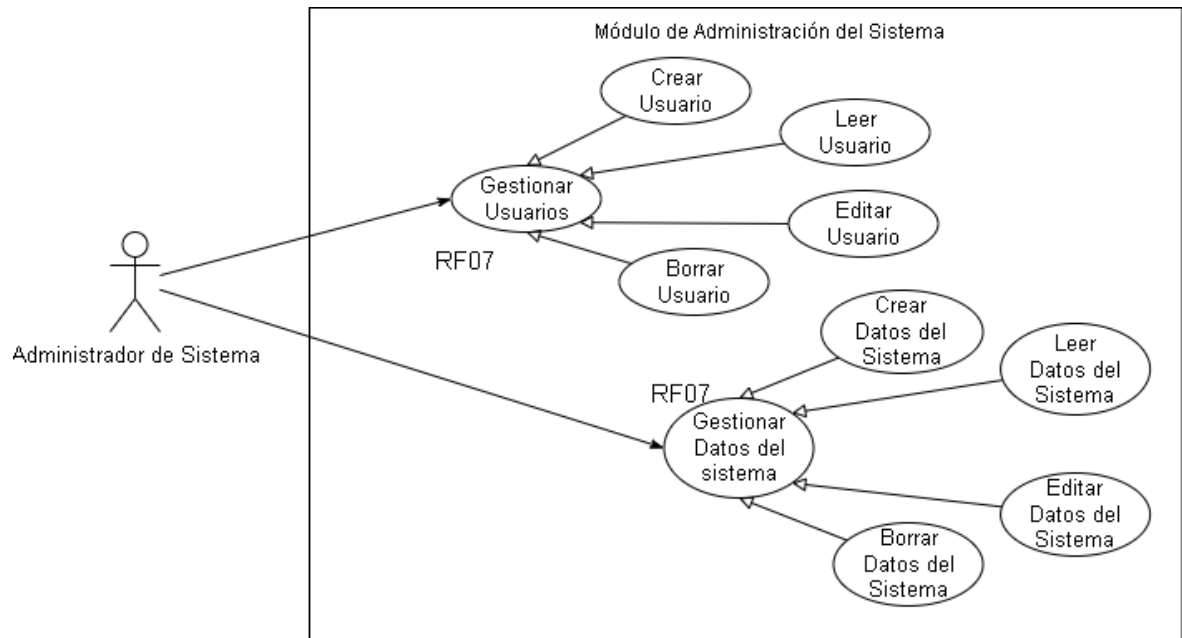 Módulo de Administración del Sistema
Crear
Usuario
Leer
Usuario
Gestionar
Usuarios
Editar
Usuario
RF07
Borrar
Usuario
Administrador de Sistema
Crear
Datos del
Sistema
Leer
Datos del
Sistema
RF07
Gestionar
Datos del
sistema
Editar
Datos del
Sistema
Borrar
Datos del
Sistema